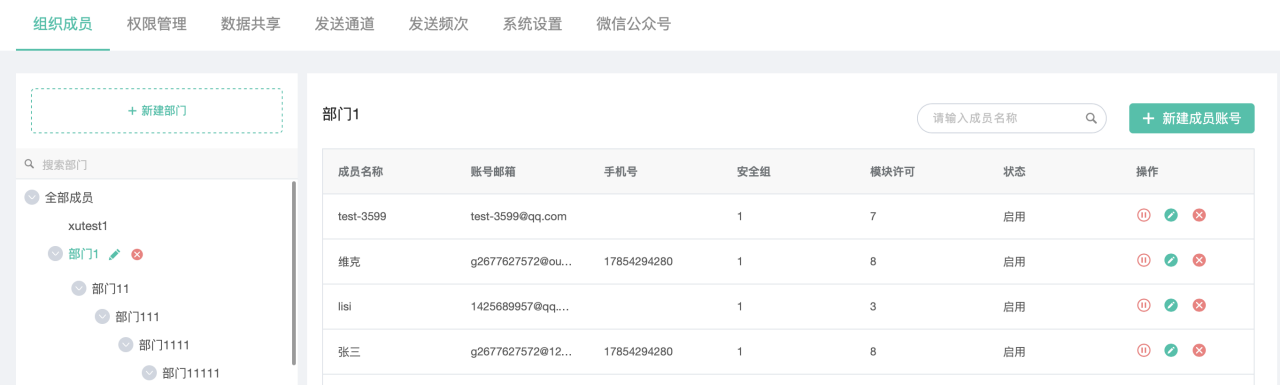 组织成员 权限管理 数据共享 发送通道 发送频次 系统设置 微信公众号
+ 新建部门
搜索部门
全部成员
xutest1
部门1
部门11
部门111
部门1111
部门11111
部门1
请输入成员名称
+ 新建成员账号
成员名称 账号邮箱 手机号 安全组 模块许可 状态 操作
test-3599 test-3599@qq.com 1 7 启用
维克 g2677627572@ou... 17854294280 1 8 启用
lisi 1425689957@qq.... 1 3 启用
张三 g2677627572@12... 17854294280 1 8 启用